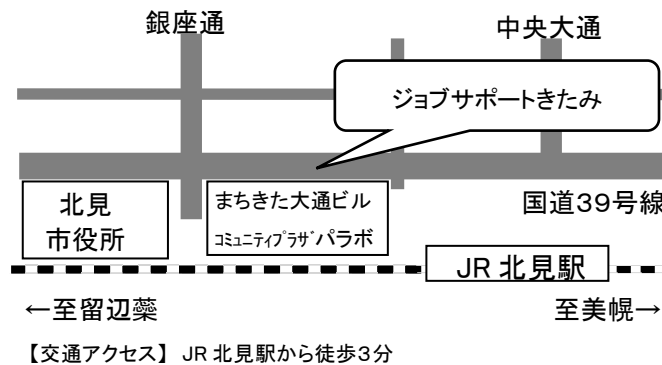 銀座通
中央大通
ジョブサポートきたみ
北見
市役所
まちきた大通ビル
ｺﾐｭﾆﾃｨﾌﾟﾗｻﾞパラボ
国道39号線
JR 北見駅
←至留辺蘂
至美幌→
【交通アクセス】 JR 北見駅から徒歩３分